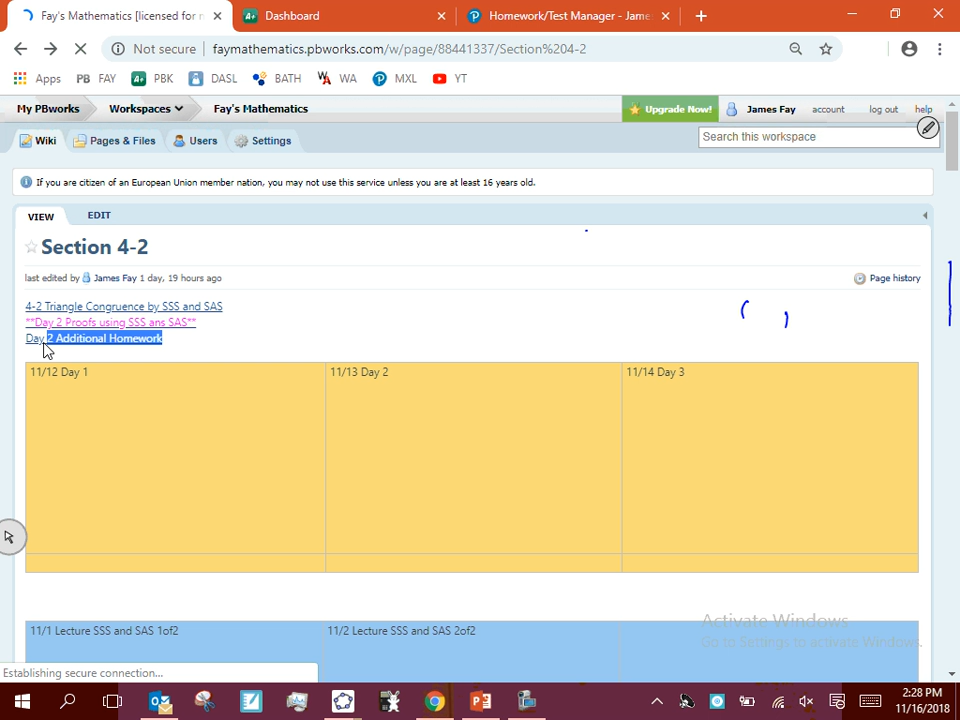 Fay's Mathematics [licensed for n
Dashboard
Homework/Test Manager - Jame
Not secure
faymathematics.pbworks.com/w/page/88441337/Section%204-2
Apps
PB FAY
A+ PBK
DASL
BATH
WA
MXL
YT
My PBworks
Workspaces
Fay's Mathematics
Upgrade Now!
James Fay
account
log out
help
Wiki
Pages & Files
Users
Settings
Search this workspace
If you are citizen of an European Union member nation, you may not use this service unless you are at least 16 years old.
VIEW
EDIT
Section 4-2
last edited by James Fay 1 day, 19 hours ago
Page history
4-2 Triangle Congruence by SSS and SAS
**Day 2 Proofs using SSS ans SAS**
Day 2 Additional Homework
11/12 Day 1
11/13 Day 2
11/14 Day 3
Activate Windows
Go to Settings to activate Windows.
11/1 Lecture SSS and SAS 1of2
11/2 Lecture SSS and SAS 2of2
Establishing secure connection...
2:28 PM
11/16/2018